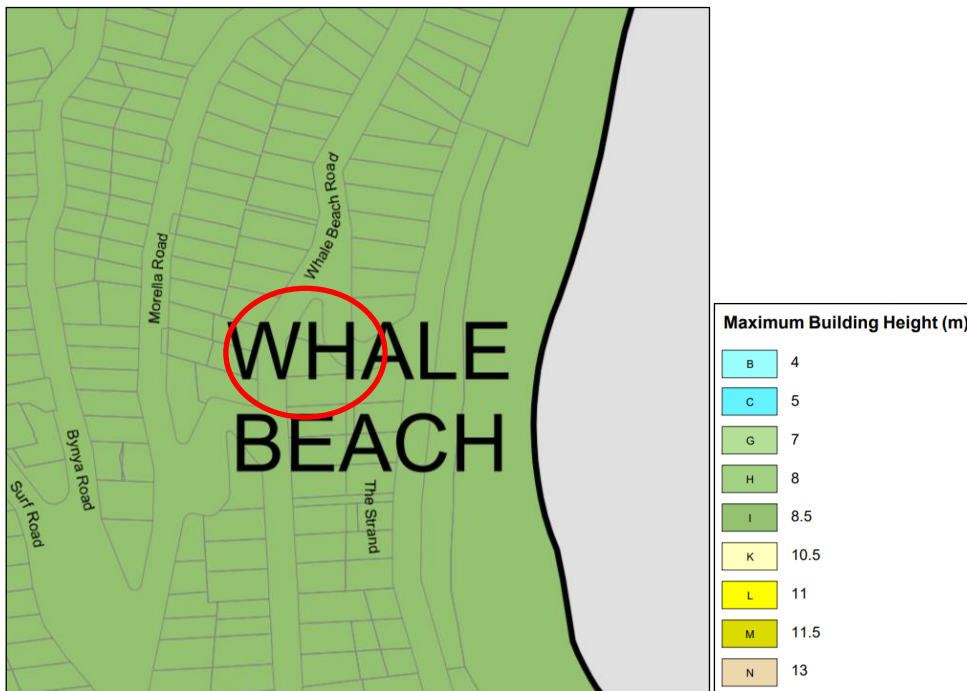 Whale Beach Road
Morella Road
WHALE
BEACH
Bynya Road
Surf Road
The Strand
Maximum Building Height (m)
B 4
C 5
G 7
H 8
I 8.5
K 10.5
L 11
M 11.5
N 13